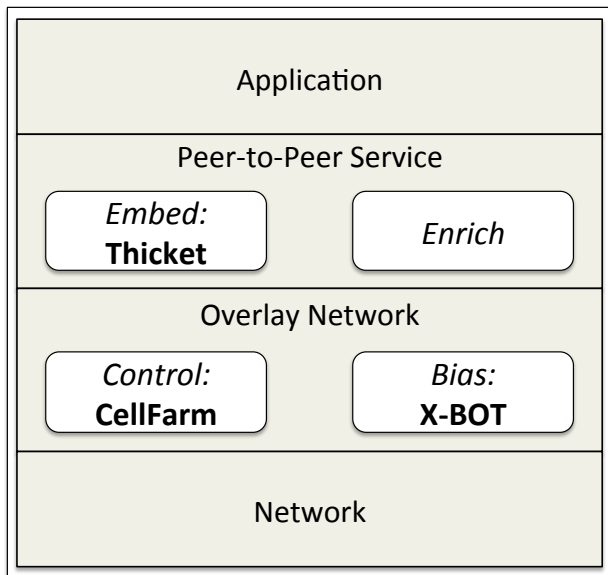 Application
Peer-to-Peer Service
Embed:
Thicket
Enrich
Overlay Network
Control:
CellFarm
Bias:
X-BOT
Network